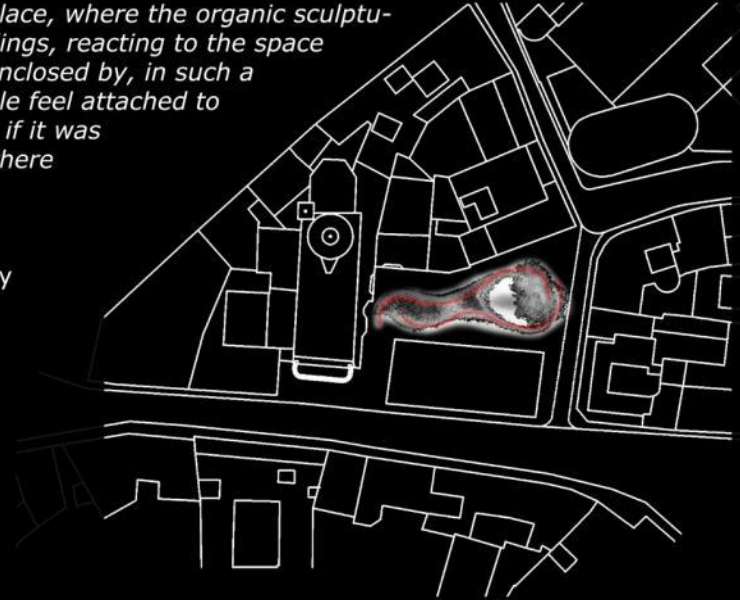 lace, where the organic sculptu-
ings, reacting to the space
nclosed by, in such a
le feel attached to
if it was
here
y